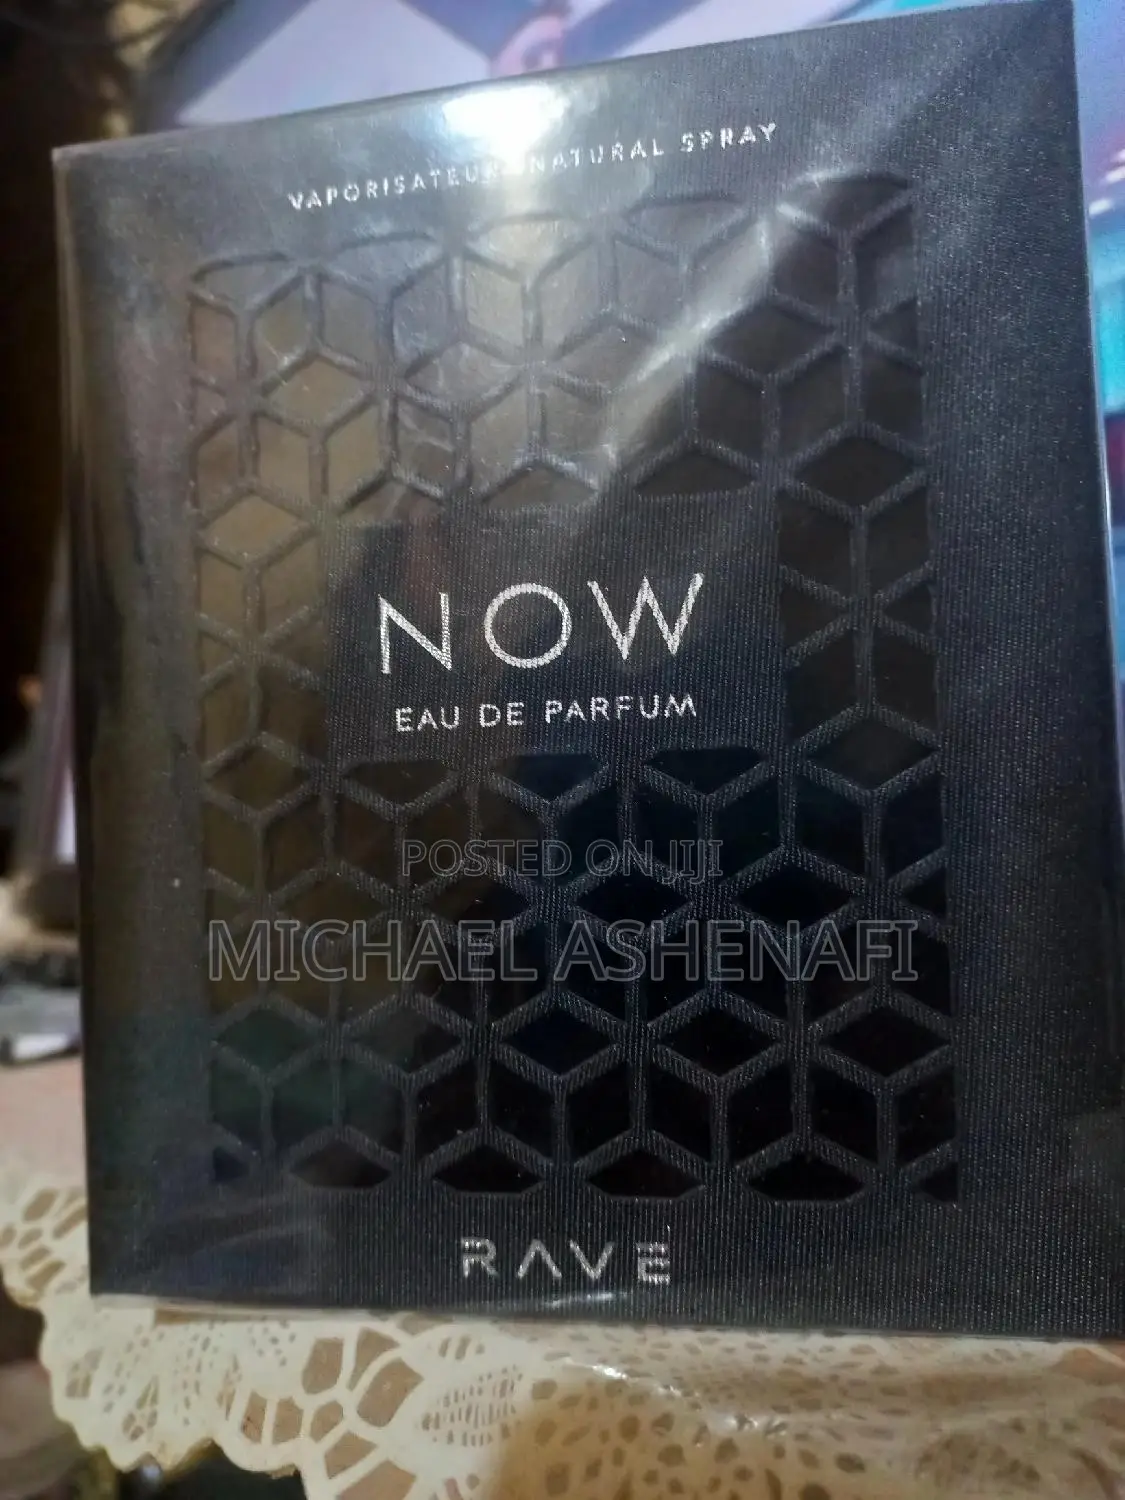 VAPORISATEUR NATURAL SPRAY
NOW
EAU DE PARFUM
POSTED ON JIJI
MICHAEL ASHENAFI
RAVE